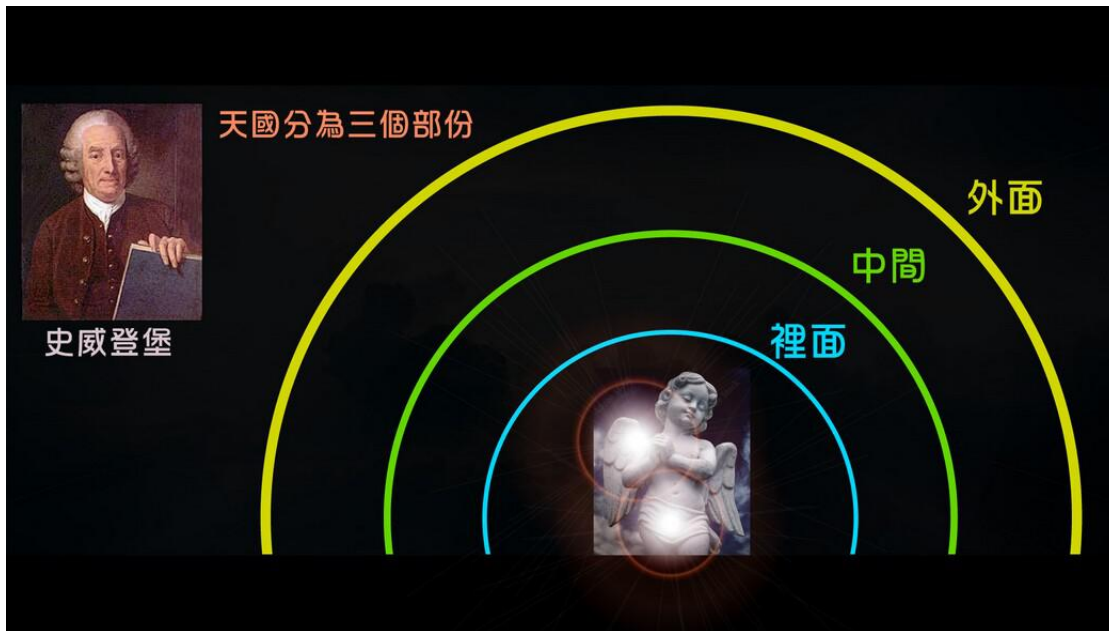 天國分為三個部份
外面
中間
裡面
史威登堡